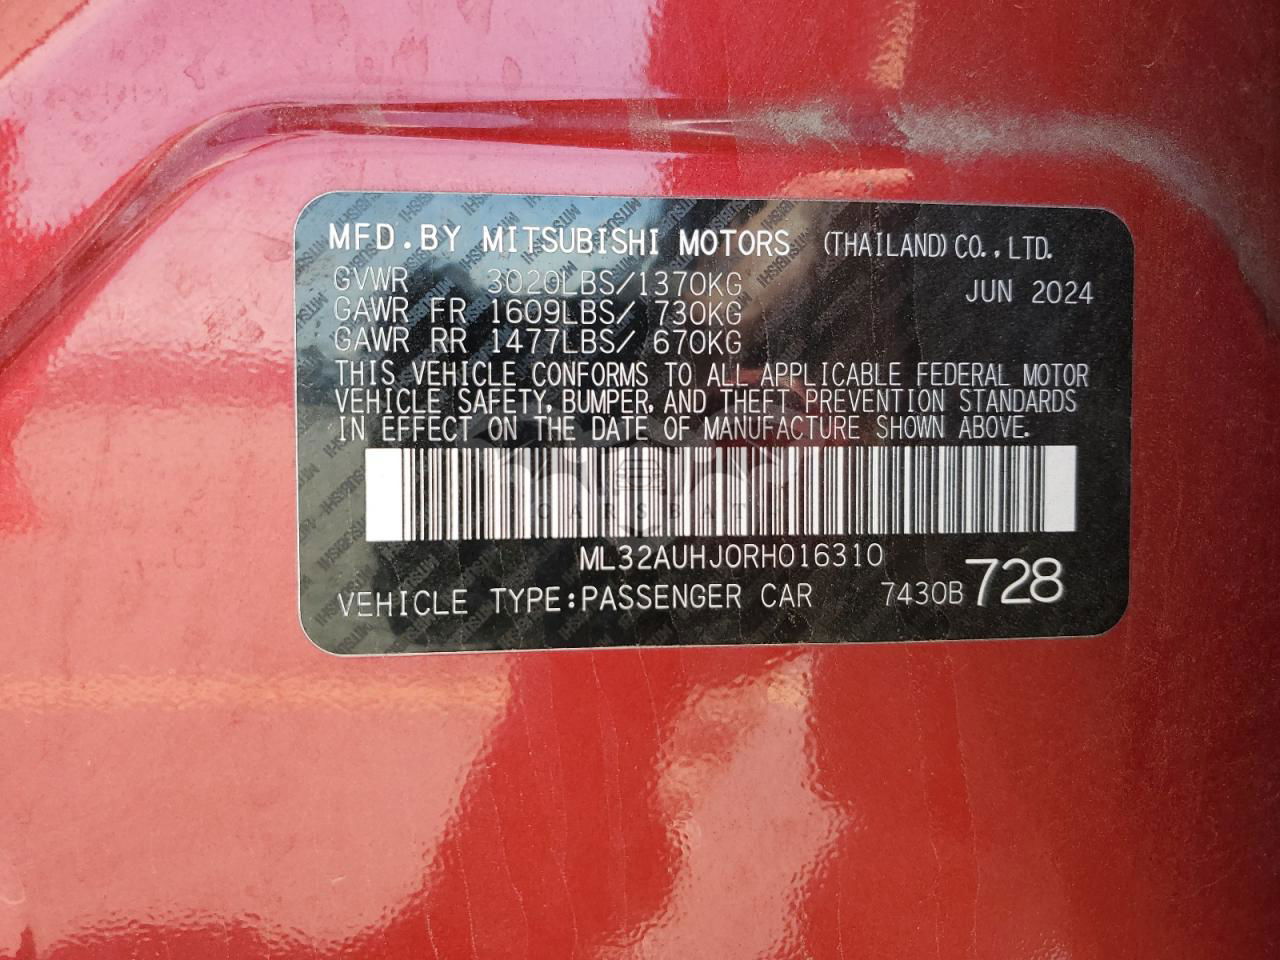 MFD.BY MITSUBISHI MOTORS (THAILAND)CO.,LTD.
GVWR 3020LBS/1370KG JUN 2024
GAWR FR 1609LBS/ 730KG
GAWR RR 1477LBS/ 670KG
THIS VEHICLE CONFORMS TO ALL APPLICABLE FEDERAL MOTOR
VEHICLE SAFETY, BUMPER, AND THEFT PREVENTION STANDARDS
IN EFFECT ON THE DATE OF MANUFACTURE SHOWN ABOVE.
CARSBAT
ML32AUHJ0RH016310
VEHICLE TYPE:PASSENGER CAR 7430B 728